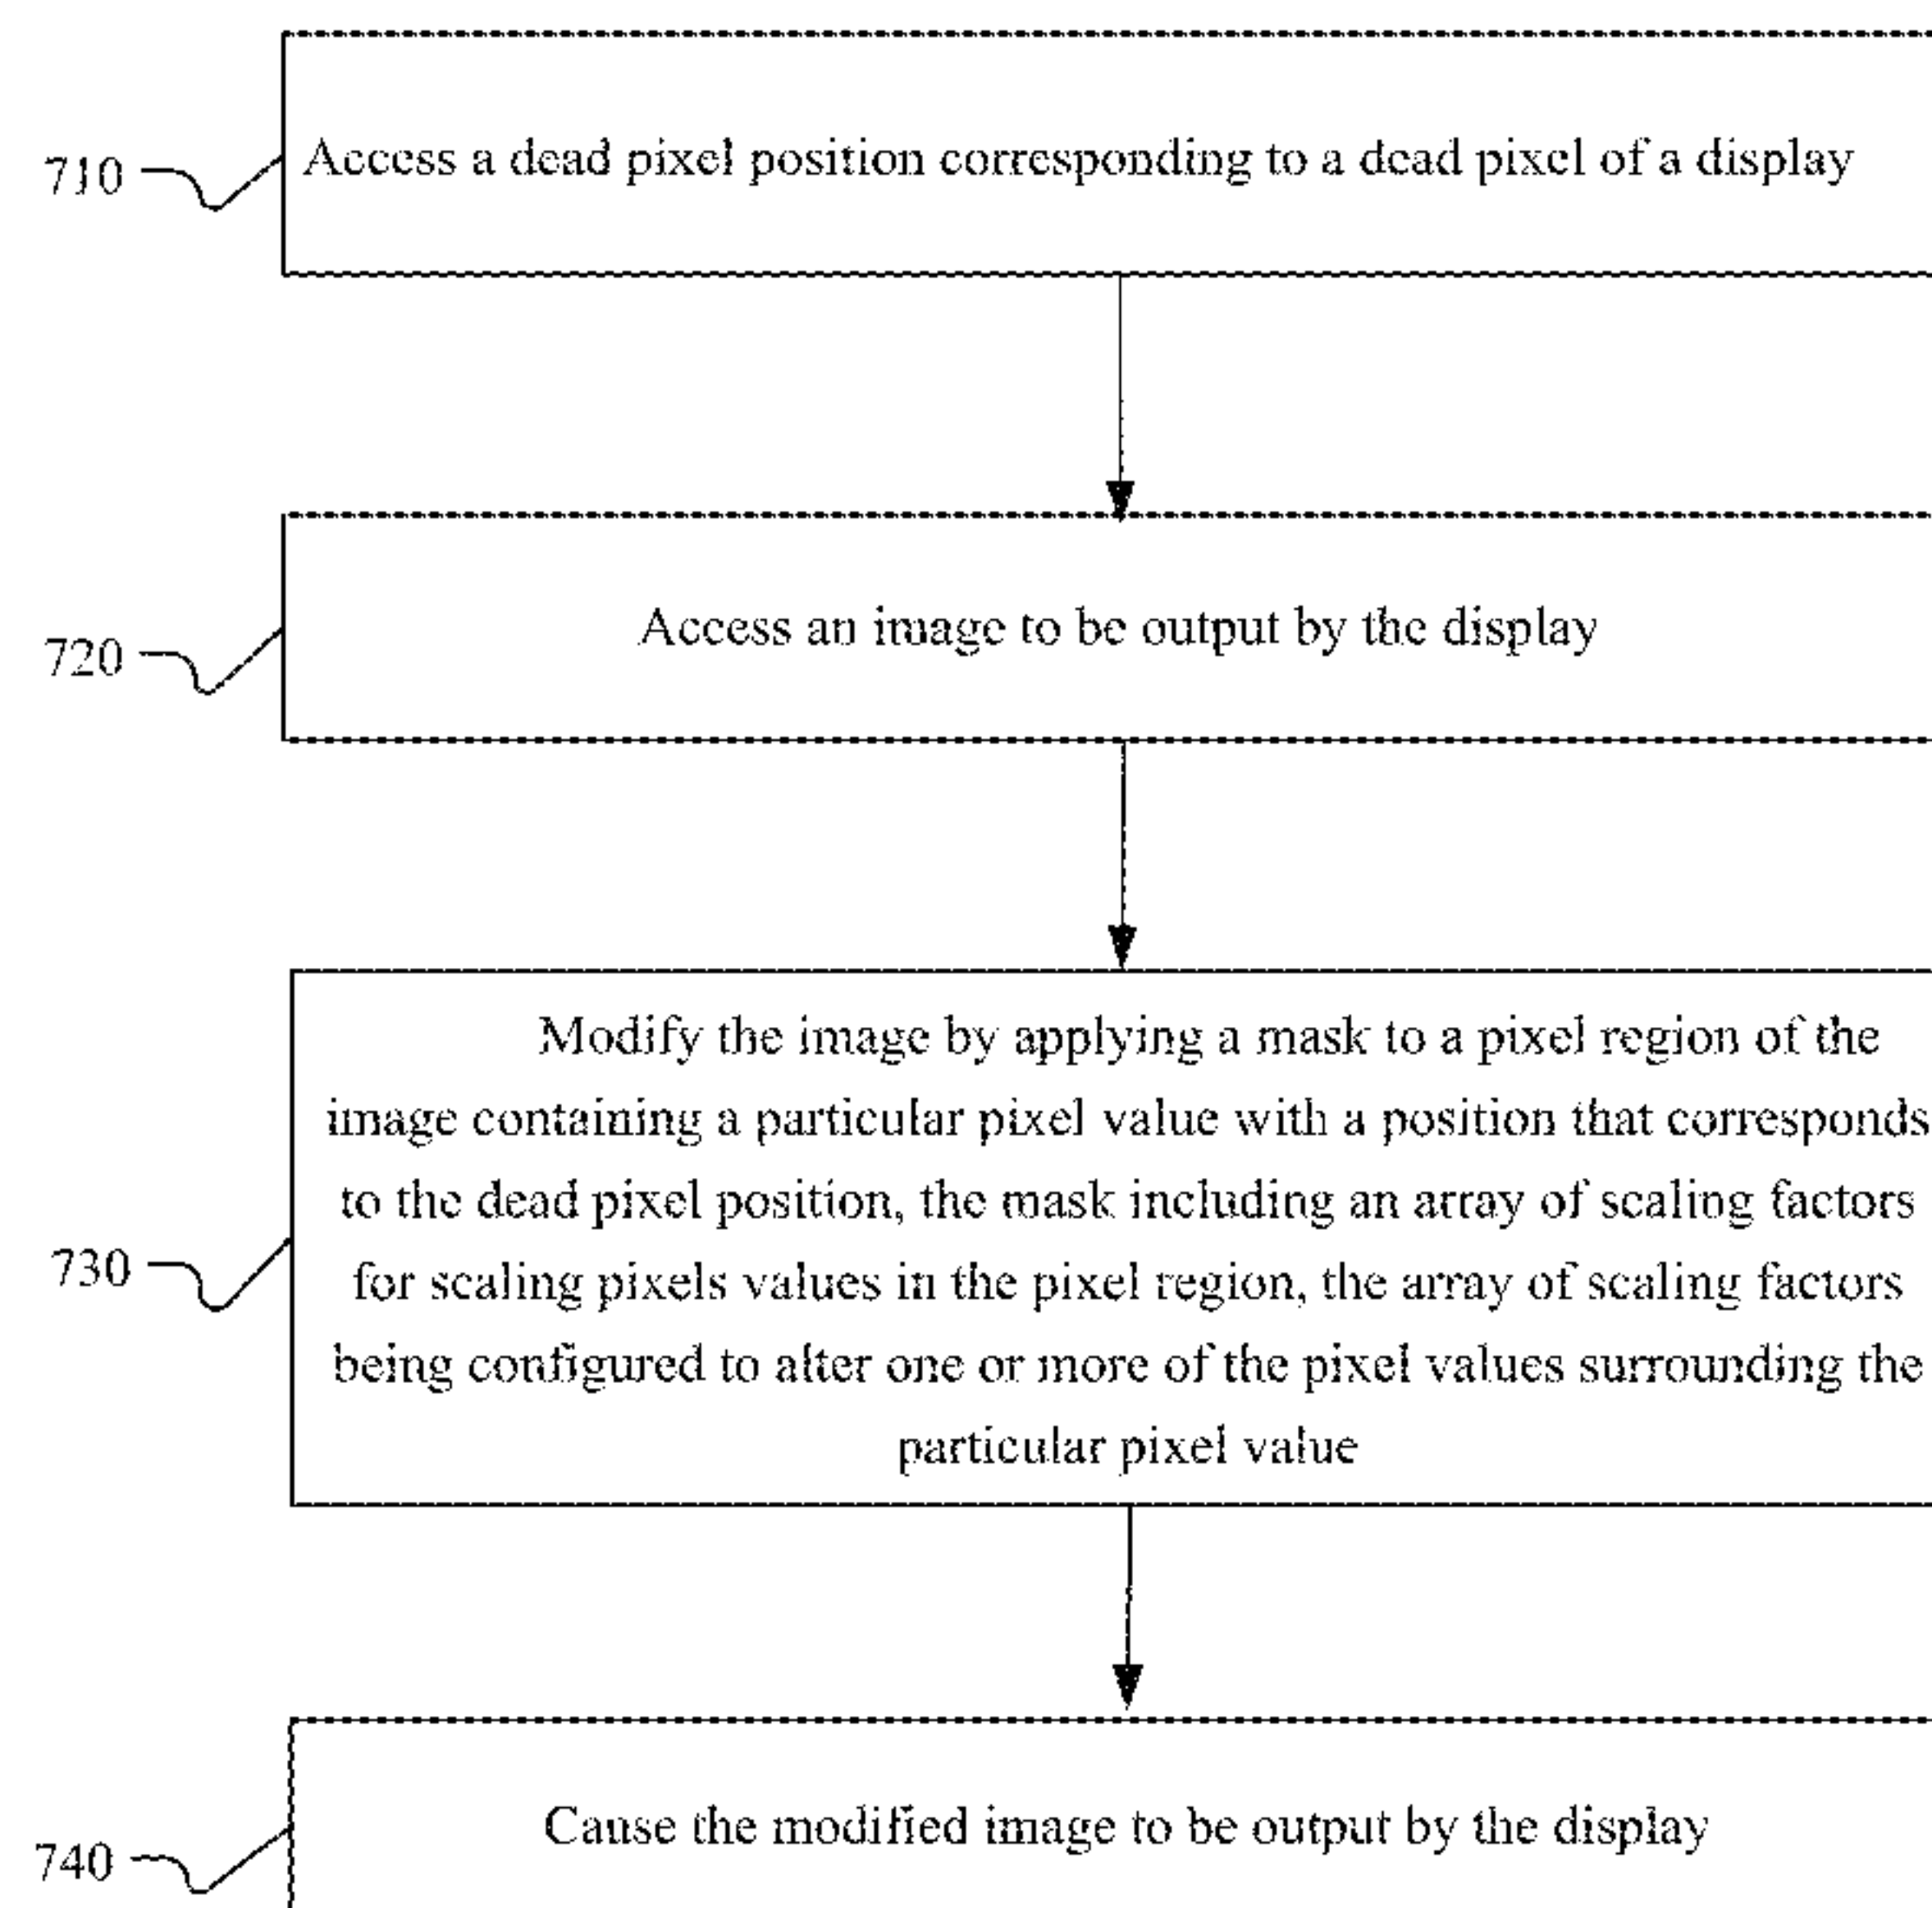 710
Access a dead pixel position corresponding to a dead pixel of a display
720
Access an image to be output by the display
Modify the image by applying a mask to a pixel region of the
image containing a particular pixel value with a position that corresponds
to the dead pixel position, the mask including an array of scaling factors
730
for scaling pixels values in the pixel region, the array of scaling factors
being configured to alter one or more of the pixel values surrounding the
particular pixel value
740
Cause the modified image to be output by the display